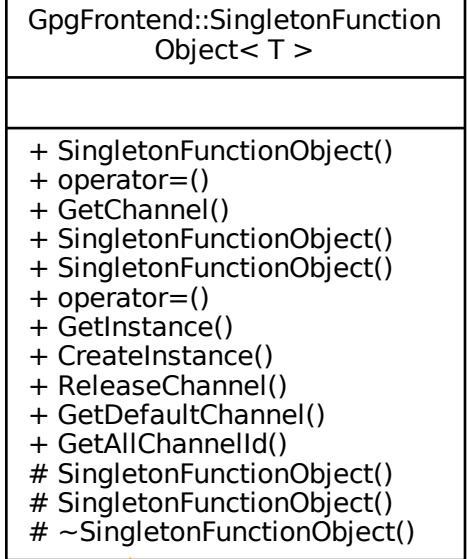 GpgFrontend::SingletonFunction
Object< T >
+ SingletonFunctionObject()
+ operator=()
+ GetChannel()
+ SingletonFunctionObject()
+ SingletonFunctionObject()
+ operator=()
+ GetInstance()
+ CreateInstance()
+ ReleaseChannel()
+ GetDefaultChannel()
+ GetAllChannelId()
# SingletonFunctionObject()
# SingletonFunctionObject()
# ~SingletonFunctionObject()